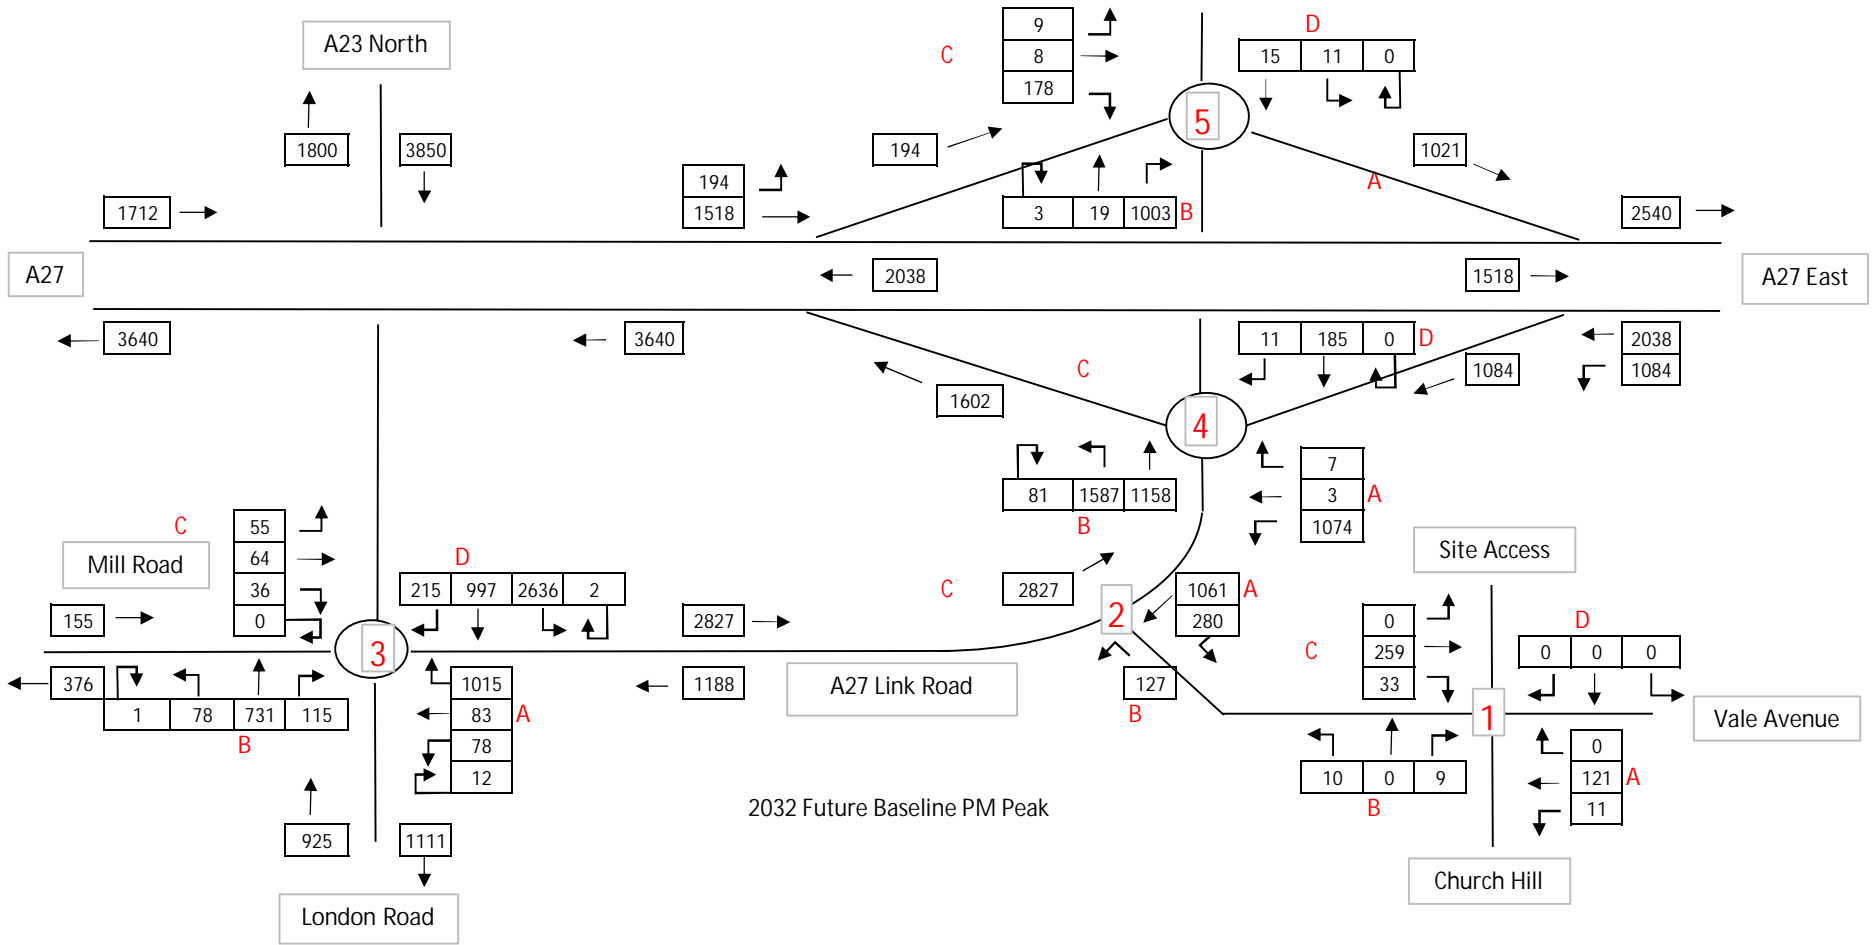 9
D
A23 North
C
8
15 11 0
178
5
1800
3850
194
1021
194
A
1712
1518
3 19 1003
B
2540
A27
2038
1518
A27 East
3640
3640
11 185 0
D
2038
C
1084
1084
1602
4
7
81 1587 1158
3
A
C
55
B
1074
Mill Road
64
D
Site Access
36
215 997 2636 2
C
2827
1061
A
155
0
2827
2
280
0
D
3
C
259
0 0 0
376
1015
1188
A27 Link Road
127
33
1 78 731 115
83
A
B
1
Vale Avenue
B
78
0
12
10 0 9
121
A
2032 Future Baseline PM Peak
B
11
925
1111
Church Hill
London Road